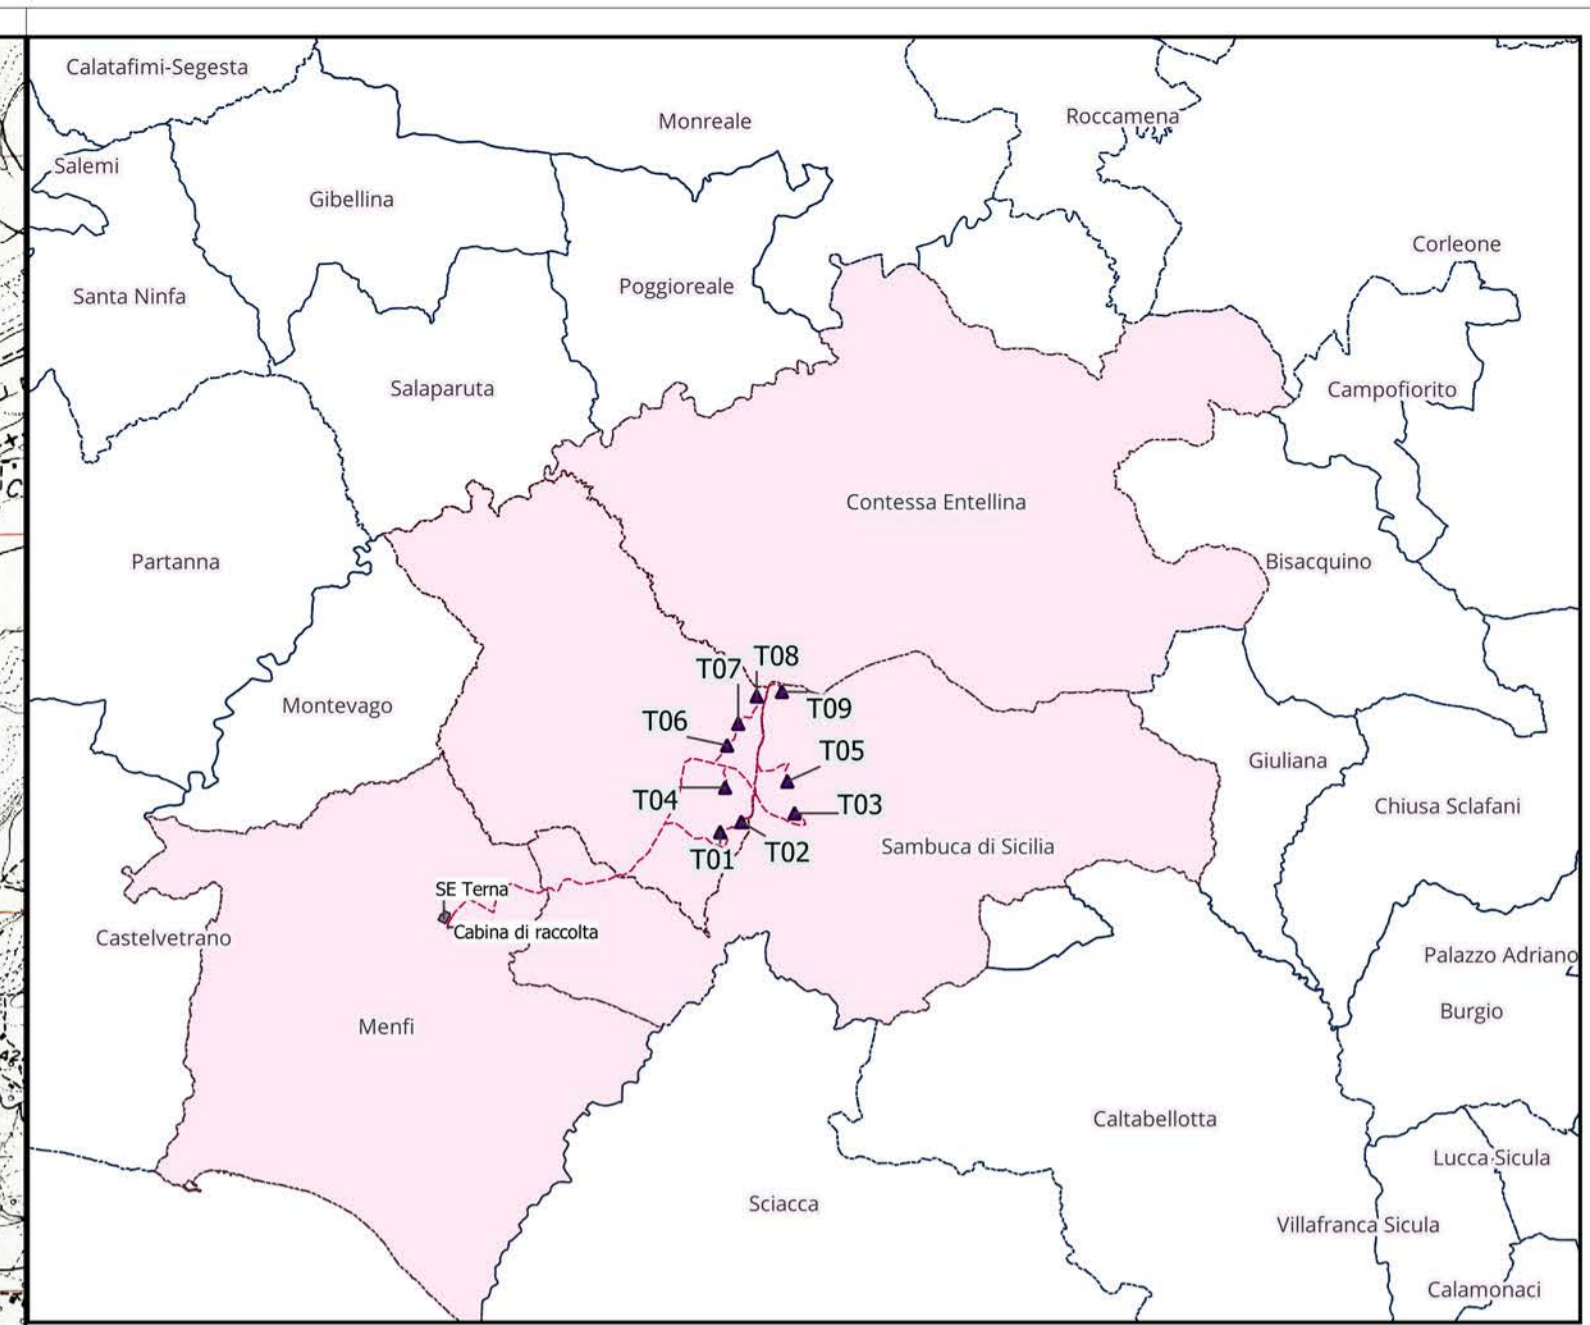 Calatafimi-Segesta
Monreale
Roccamena
Salemi
Gibellina
Corleone
Santa Ninfa
Poggioreale
Salaparuta
Campofiorito
Contessa Entellina
Partanna
Bisacquino
T08
T07
Montevago
T09
T06
T05
Giuliana
T04
T03
Chiusa Sclafani
Sambuca di Sicilia
T01
T02
SE Terna
Cabina di raccolta
Castelvetrano
Palazzo Adriano
Burgio
Menfi
Caltabellotta
Lucca Sicula
Sciacca
Villafranca Sicula
Calamonaci